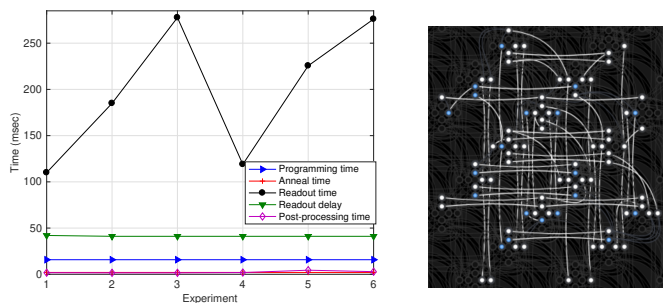 250
200
150
100
50
0
Time (msec)
Programming time
Anneal time
Readout time
Readout delay
Post-processing time
1 2 3 4 5 6
Experiment